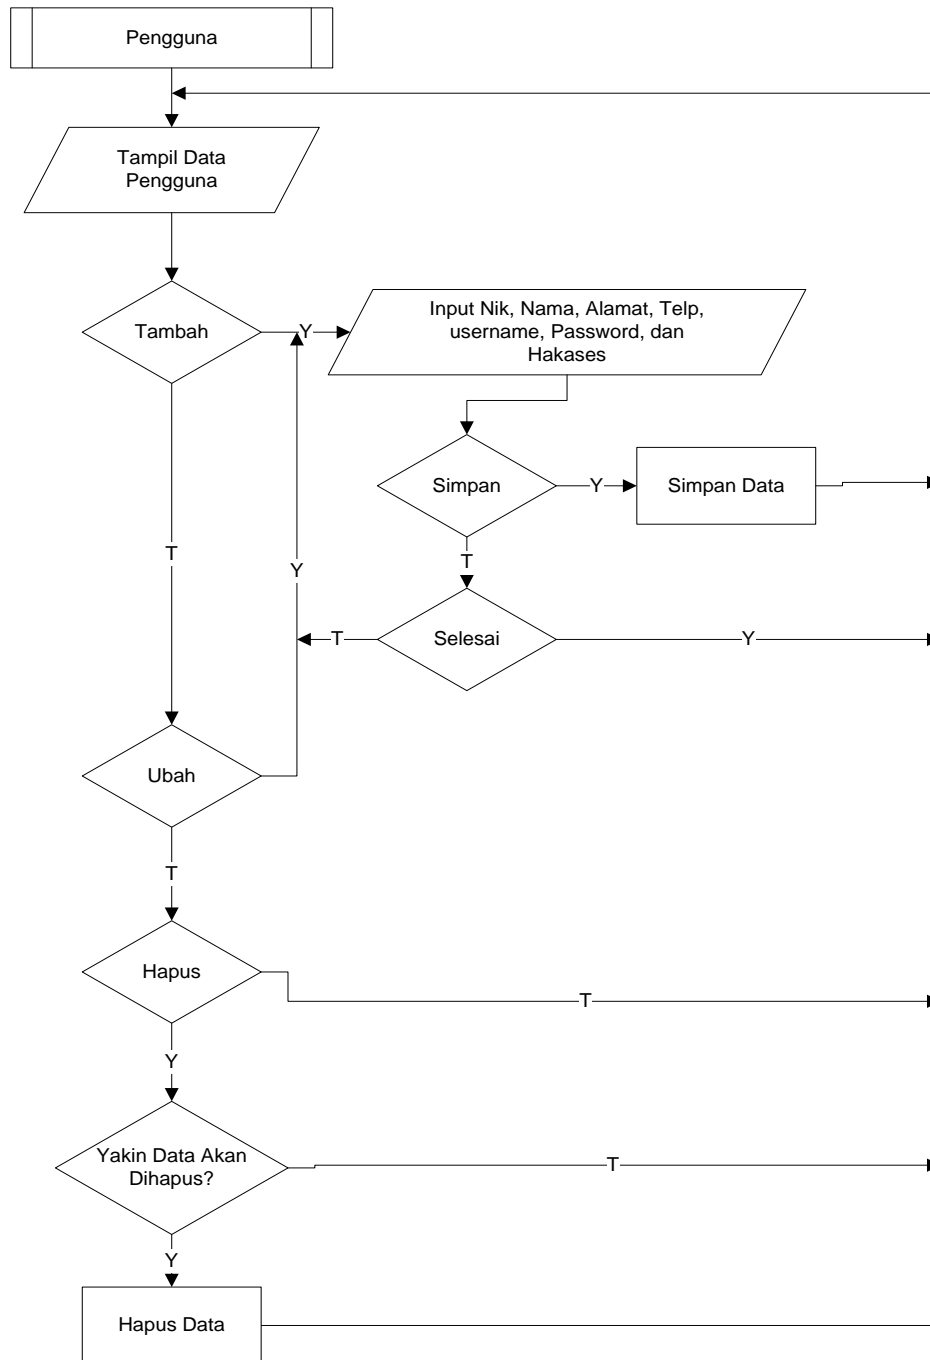 Pengguna
Tampil Data
Pengguna
Tambah
Y
Input Nik, Nama, Alamat, Telp,
username, Password, dan
Hakases
Simpan
Y
Simpan Data
T
T
Y
Selesai
T
Y
Ubah
T
Hapus
T
Y
Yakin Data Akan
Dihapus?
T
Y
Hapus Data